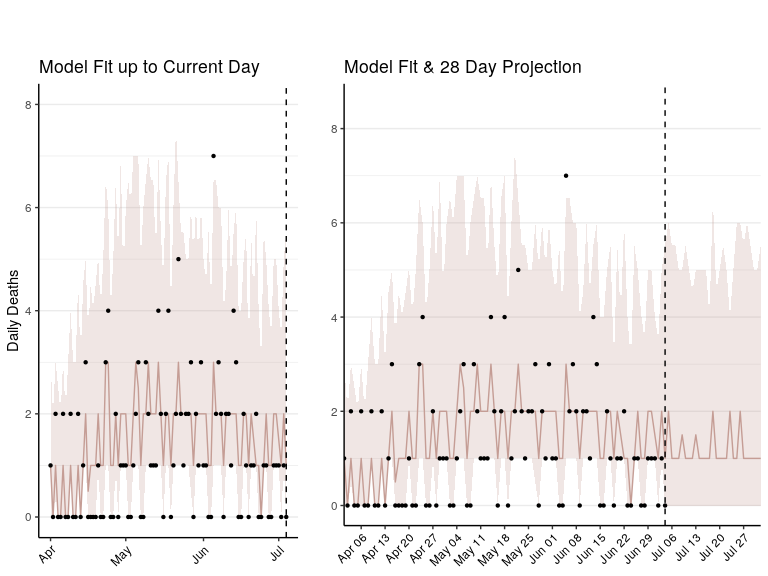 Model Fit up to Current Day
Daily Deaths
8
6
4
2
0
Apr
May
Jun
Jul
Model Fit & 28 Day Projection
8
6
4
2
0
Apr 06
Apr 13
Apr 20
Apr 27
May 04
May 11
May 18
May 25
Jun 01
Jun 08
Jun 15
Jun 22
Jun 29
Jul 06
Jul 13
Jul 20
Jul 27